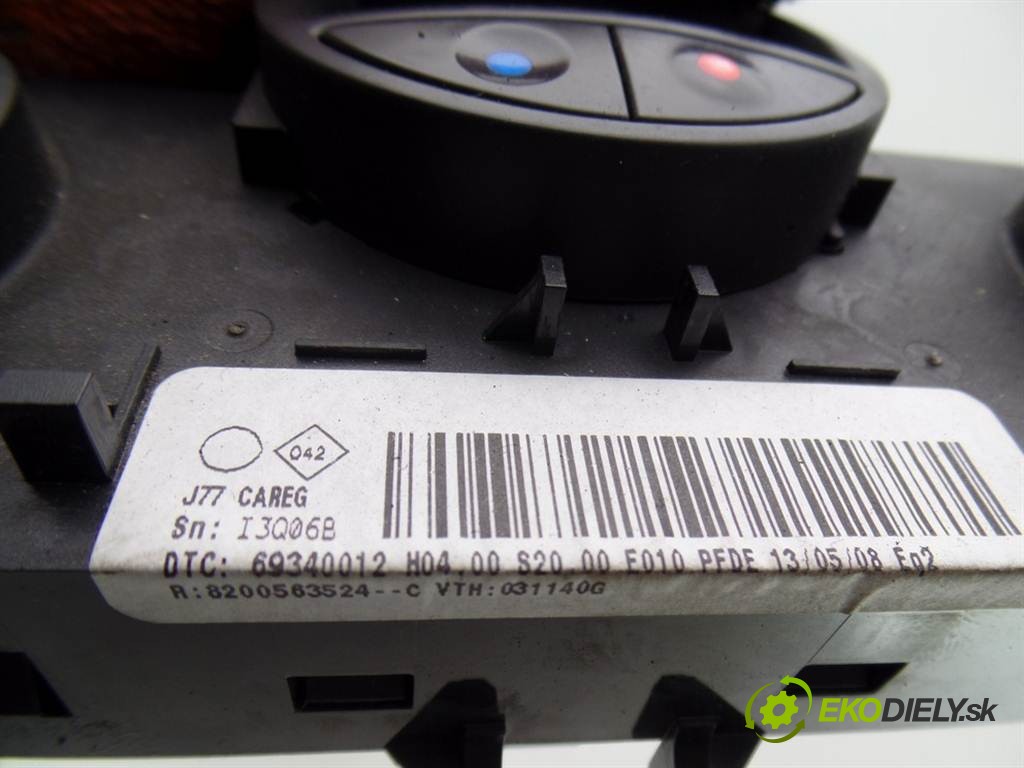 042
J77 CAREG
Sn: I3Q06B
DTC: 69340012 H04.00 S20.00 E010 PFDE 13/05/08 Ég2
R:8200563524--C VTH:031140G
EKODIELY.sk